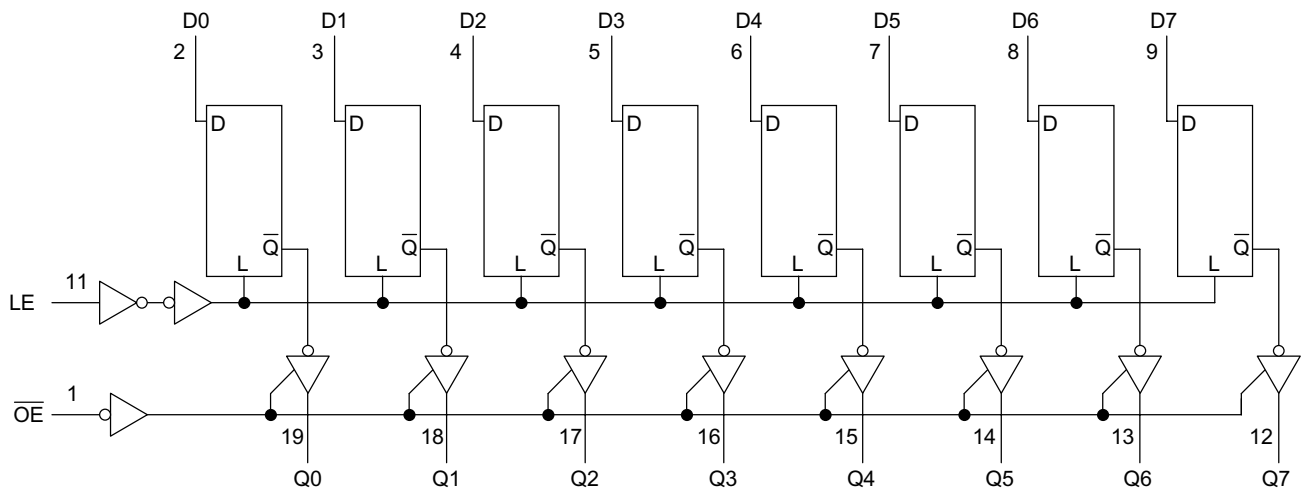 D0 D1 D2 D3 D4 D5 D6 D7
2 3 4 5 6 7 8 9
D D D D D D D D
Q̅ Q̅ Q̅ Q̅ Q̅ Q̅ Q̅ Q̅
L L L L L L L L
11
LE
1
O̅E̅
19 18 17 16 15 14 13 12
Q0 Q1 Q2 Q3 Q4 Q5 Q6 Q7